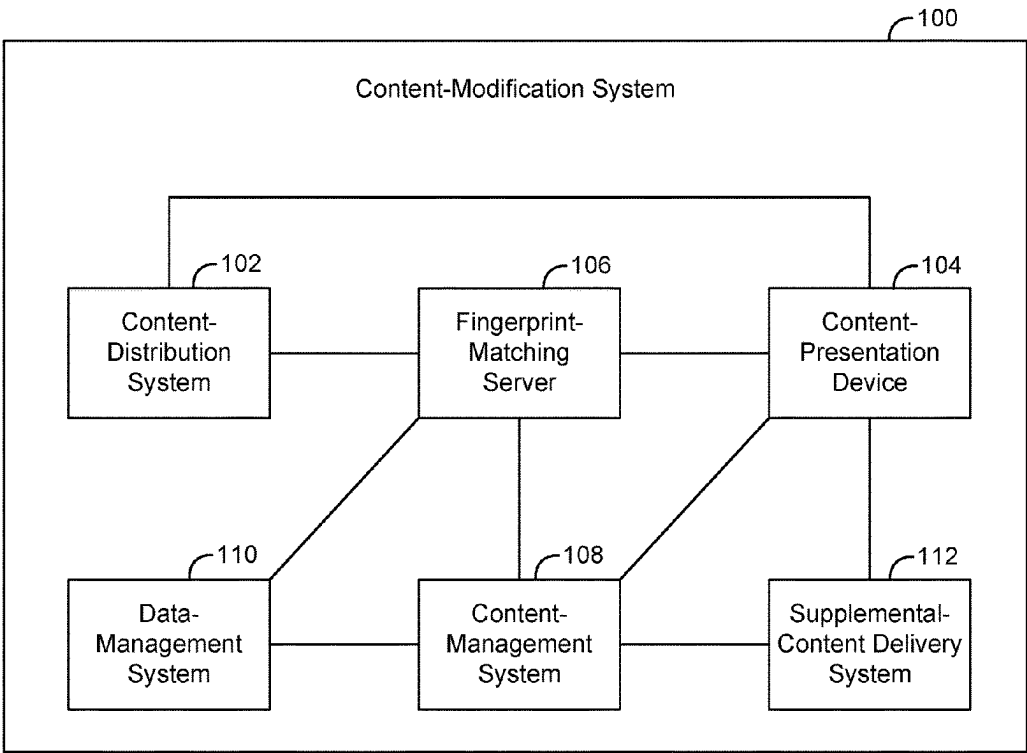 100
Content-Modification System
102
106
104
Content-
Distribution
System
Fingerprint-
Matching
Server
Content-
Presentation
Device
110
108
112
Data-
Management
System
Content-
Management
System
Supplemental-
Content Delivery
System